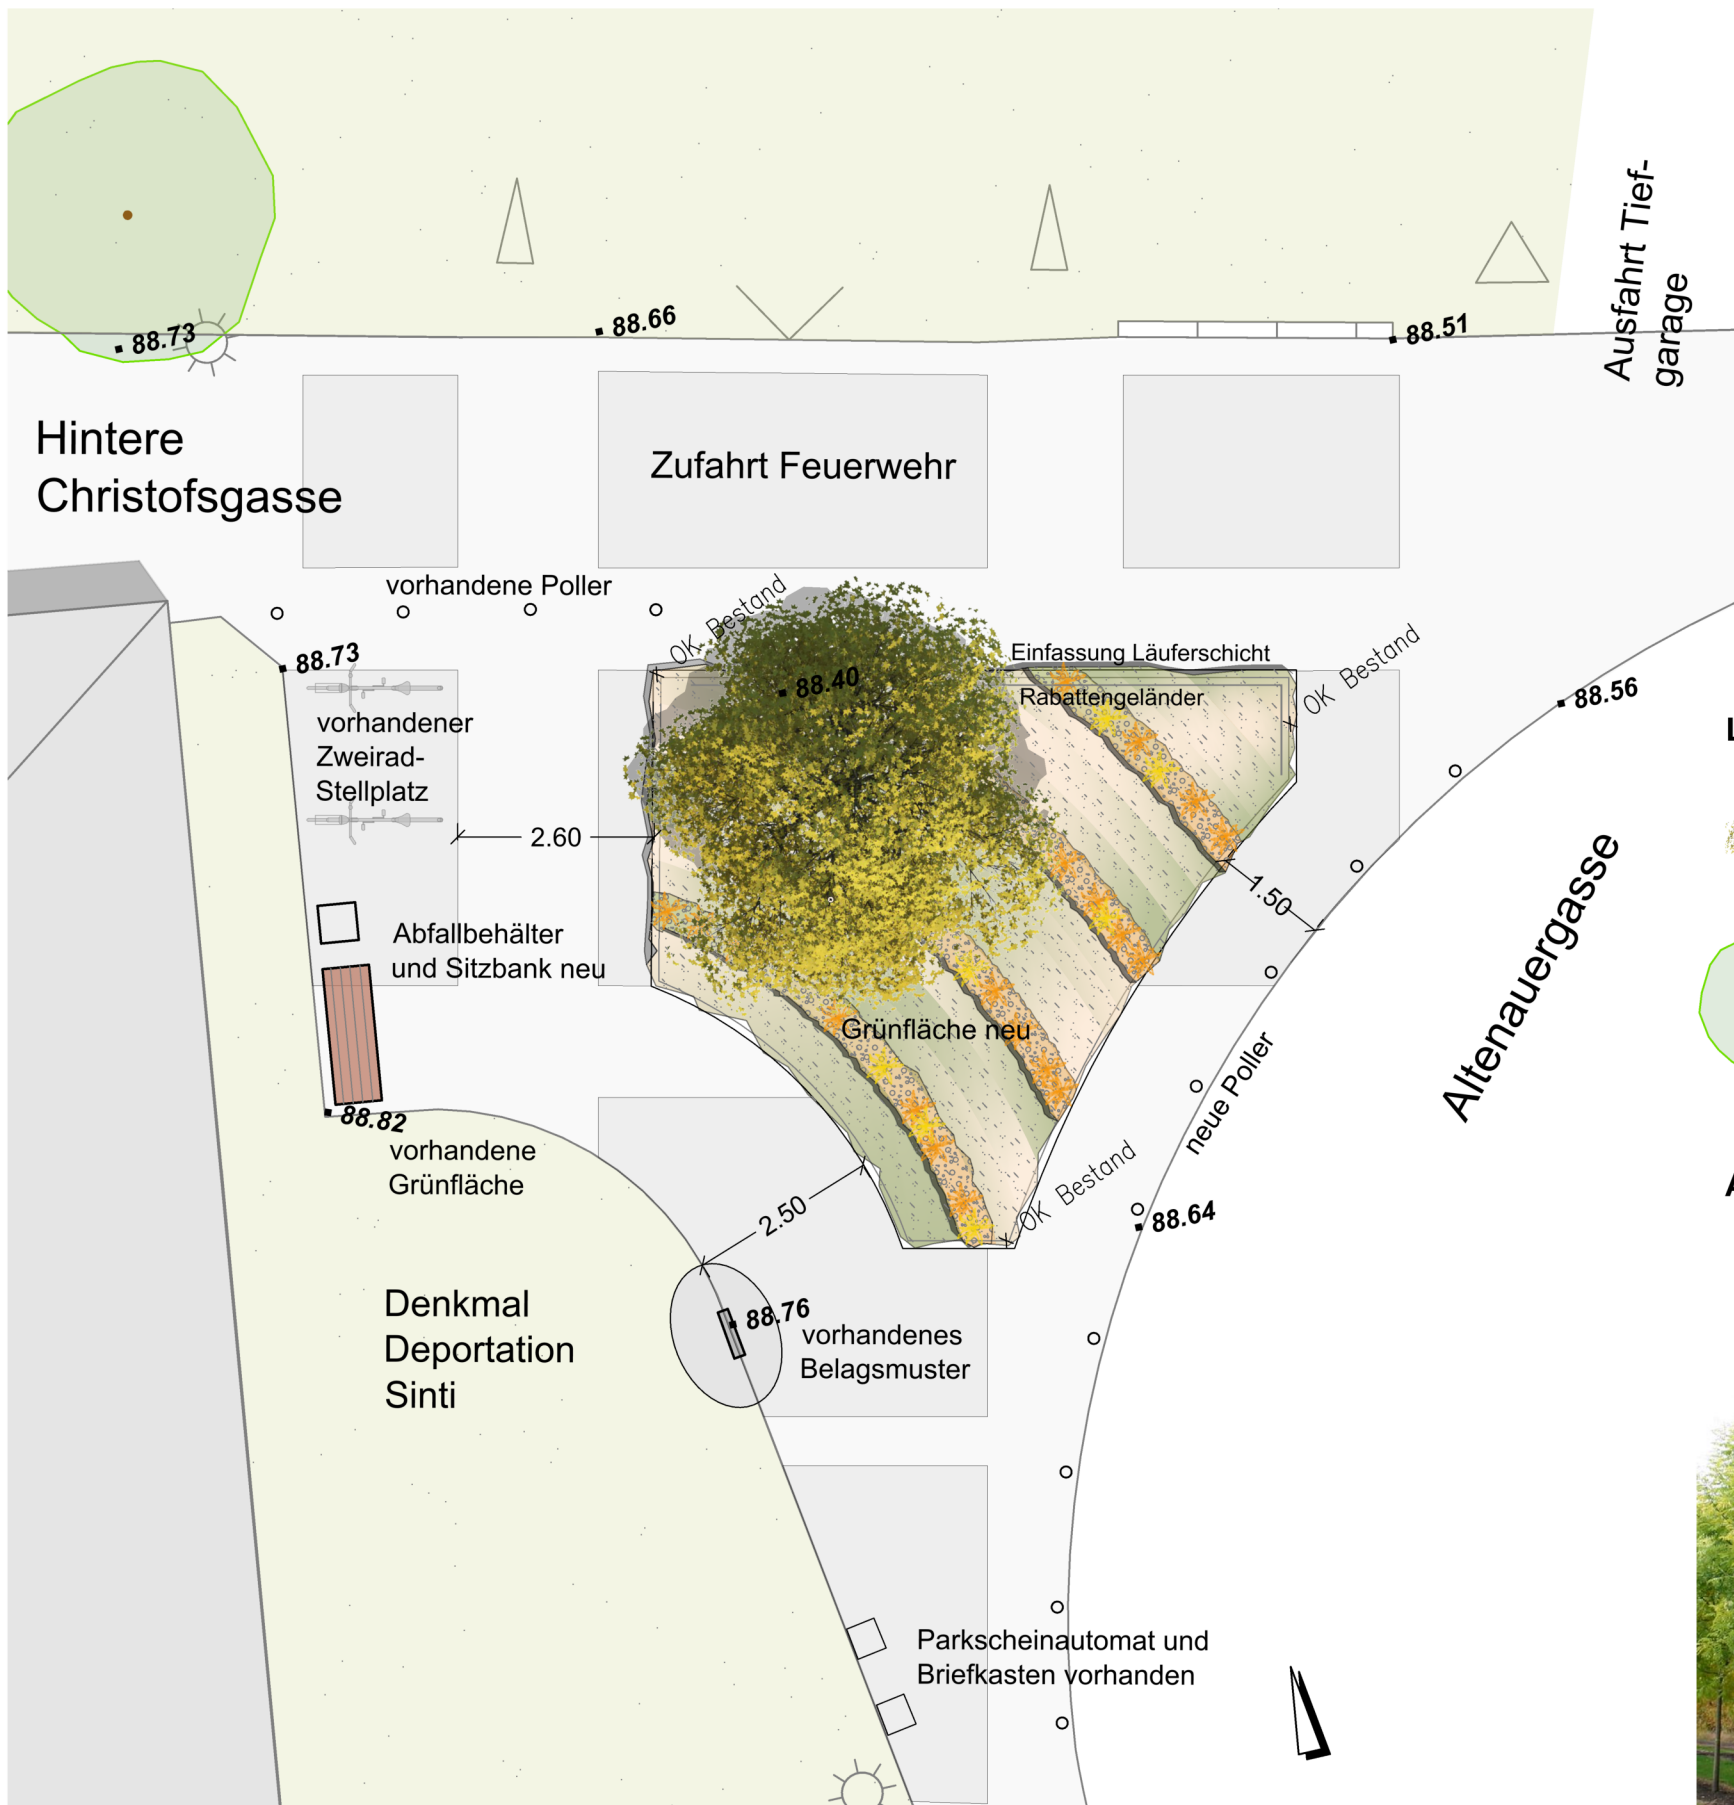 Ausfahrt Tief-
garage
88.73
88.66
88.51
Hintere
Christofsgasse
Zufahrt Feuerwehr
vorhandene Poller
OK Bestand
88.73
88.40
Einfassung Läuferschicht
Rabattengeländer
OK Bestand
88.56
vorhandener
Zweirad-
Stellplatz
2.60
1.50
Abfallbehälter
und Sitzbank neu
Grünfläche neu
Altenauergasse
neue Poller
88.82
vorhandene
Grünfläche
2.50
OK Bestand
88.64
Denkmal
Deportation
Sinti
88.76
vorhandenes
Belagsmuster
Parkscheinautomat und
Briefkasten vorhanden